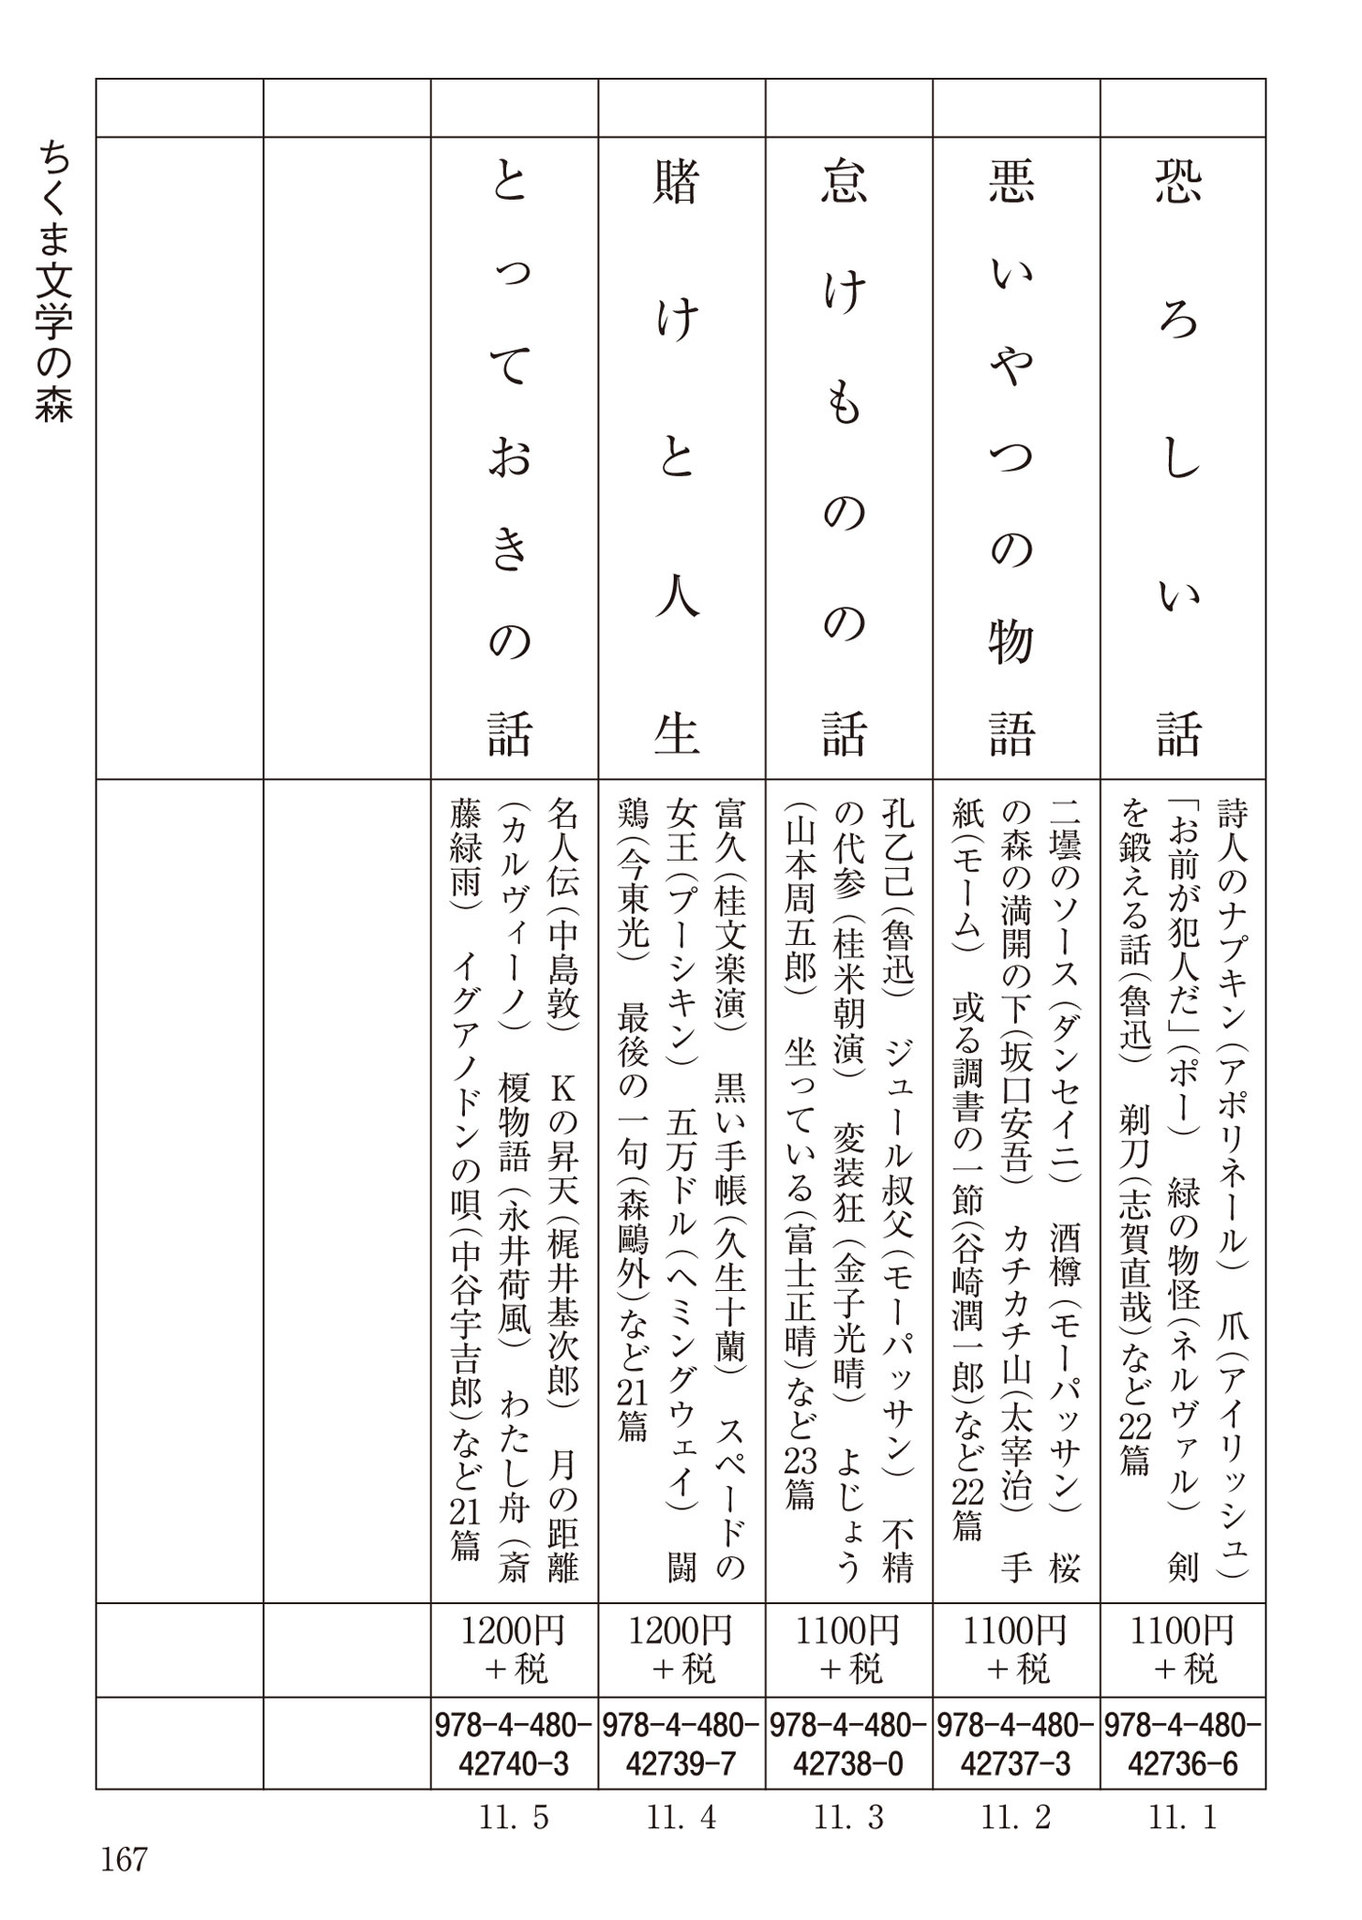 恐ろしい話
詩人のナプキン(アポリネール)　爪(アイリッシュ)
「お前が犯人だ」(ポー)　緑の物怪(ネルヴァル)　剣
を鍛える話(魯迅)　剃刀(志賀直哉)など22篇
1100円
+税
978-4-480-
42736-6
11. 1
悪いやつの物語
二壜のソース(ダンセイニ)　酒樽(モーパッサン)　桜
の森の満開の下(坂口安吾)　カチカチ山(太宰治)　手
紙(モーム)　或る調書の一節(谷崎潤一郎)など22篇
1100円
+税
978-4-480-
42737-3
11. 2
怠けものの話
孔乙己(魯迅)　ジュール叔父(モーパッサン)　不精
の代参(桂米朝演)　変装狂(金子光晴)　よじょう
(山本周五郎)　坐っている(富士正晴)など23篇
1100円
+税
978-4-480-
42738-0
11. 3
賭けと人生
富久(桂文楽演)　黒い手帳(久生十蘭)　スペードの
女王(プーシキン)　五万ドル(ヘミングウェイ)　闘
鶏(今東光)　最後の一句(森鷗外)など21篇
1200円
+税
978-4-480-
42739-7
11. 4
とっておきの話
名人伝(中島敦)　Kの昇天(梶井基次郎)　月の距離
(カルヴィーノ)　榎物語(永井荷風)　わたし舟(斎
藤緑雨)　イグアノドンの唄(中谷宇吉郎)など21篇
1200円
+税
978-4-480-
42740-3
11. 5
ちくま文学の森
167